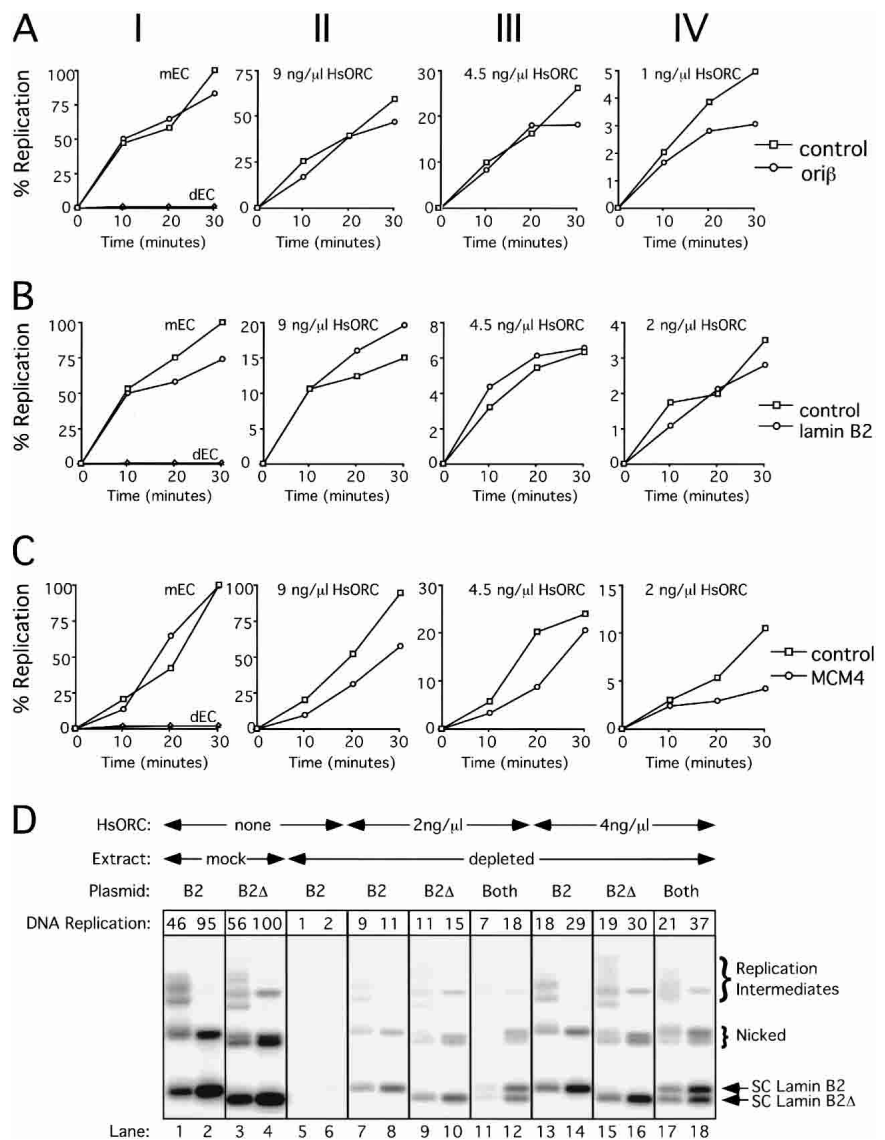 A I II III IV
mEC 9 ng/µl HsORC 4.5 ng/µl HsORC 1 ng/µl HsORC
% Replication
100 75 50 25 0
75 50 25 0
30 20 10 0
5 4 3 2 1 0
dEC
0 10 20 30 0 10 20 30 0 10 20 30 0 10 20 30
Time (minutes) Time (minutes) Time (minutes) Time (minutes)
control
oriβ
B
mEC 9 ng/µl HsORC 4.5 ng/µl HsORC 2 ng/µl HsORC
% Replication
100 75 50 25 0
20 15 10 5 0
8 6 4 2 0
4 3 2 1 0
dEC
0 10 20 30 0 10 20 30 0 10 20 30 0 10 20 30
Time (minutes) Time (minutes) Time (minutes) Time (minutes)
control
lamin B2
C
mEC 9 ng/µl HsORC 4.5 ng/µl HsORC 2 ng/µl HsORC
% Replication
100 75 50 25 0
100 75 50 25 0
30 20 10 0
15 10 5 0
dEC
0 10 20 30 0 10 20 30 0 10 20 30 0 10 20 30
Time (minutes) Time (minutes) Time (minutes) Time (minutes)
control
MCM4
D
HsORC: none 2ng/µl 4ng/µl
Extract: mock depleted
Plasmid: B2 B2Δ B2 B2 B2Δ Both B2 B2Δ Both
DNA Replication: 46 95 56 100 1 2 9 11 11 15 7 18 18 29 19 30 21 37
Replication
Intermediates
Nicked
SC Lamin B2
SC Lamin B2Δ
Lane: 1 2 3 4 5 6 7 8 9 10 11 12 13 14 15 16 17 18